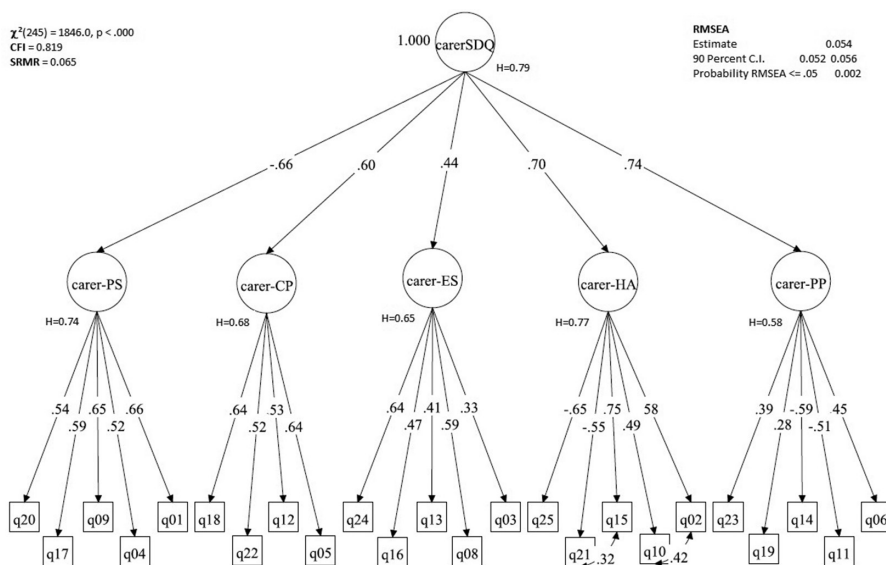 χ²(245) = 1846.0, p < .000
CFI = 0.819
SRMR = 0.065
1.000
carerSDQ
H=0.79
RMSEA
Estimate 0.054
90 Percent C.I. 0.052 0.056
Probability RMSEA <= .05 0.002
-.66 .60 .44 .70 .74
carer-PS carer-CP carer-ES carer-HA carer-PP
H=0.74 H=0.68 H=0.65 H=0.77 H=0.58
.54 .65 .66 .64 .53 .64 .41 .33 -.65 .75 .58 .39 -.59 .45
.59 .52 .52 .64 .47 .59 -.55 .49 .28 -.51
q20 q09 q01 q18 q12 q24 q13 q03 q25 q15 q02 q23 q14 q06
q17 q04 q22 q05 q16 q08 q21 q10 q19 q11
.32 .42